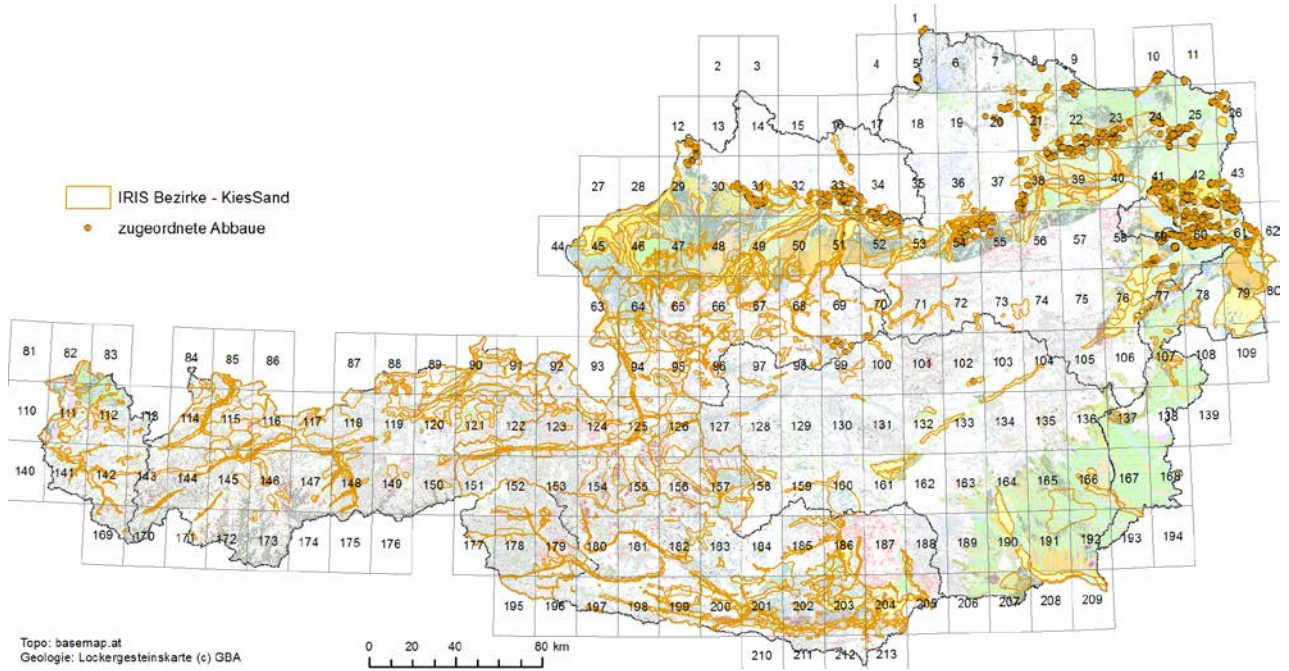 1
2 3 4 5 6 7 8 9 10 11
12 13 14 15 16 17 18 19 20 21 22 23 24 25 26
IRIS Bezirke - KiesSand
zugeordnete Abbaue
27 28 29 30 31 32 33 34 35 36 37 38 39 40 41 42 43
44 45 46 47 48 49 50 51 52 53 54 55 56 57 58 59 60 61 62
63 64 65 66 67 68 69 70 71 72 73 74 75 76 77 78 79 80
81 82 83 84 85 86 87 88 89 90 91 92 93 94 95 96 97 98 99 100 101 102 103 104 105 106 107 108 109
110 111 112 113 114 115 116 117 118 119 120 121 122 123 124 125 126 127 128 129 130 131 132 133 134 135 136 137 138 139
140 141 142 143 144 145 146 147 148 149 150 151 152 153 154 155 156 157 158 159 160 161 162 163 164 165 166 167 168
169 170 171 172 173 174 175 176 177 178 179 180 181 182 183 184 185 186 187 188 189 190 191 192 193 194
195 196 197 198 199 200 201 202 203 204 205 206 207 208 209
210 211 212 213
Topo: basemap.at
Geologie: Lockergesteinskarte (c) GBA
0 20 40 80 km